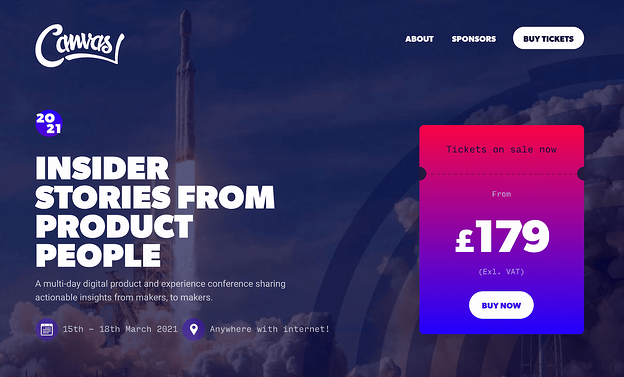 Canvas
ABOUT
SPONSORS
BUY TICKETS
20
21
INSIDER
STORIES FROM
PRODUCT
PEOPLE
A multi-day digital product and experience conference sharing
actionable insights from makers, to makers.
15th – 18th March 2021
Anywhere with internet!
Tickets on sale now
From
£179
(Exl. VAT)
BUY NOW